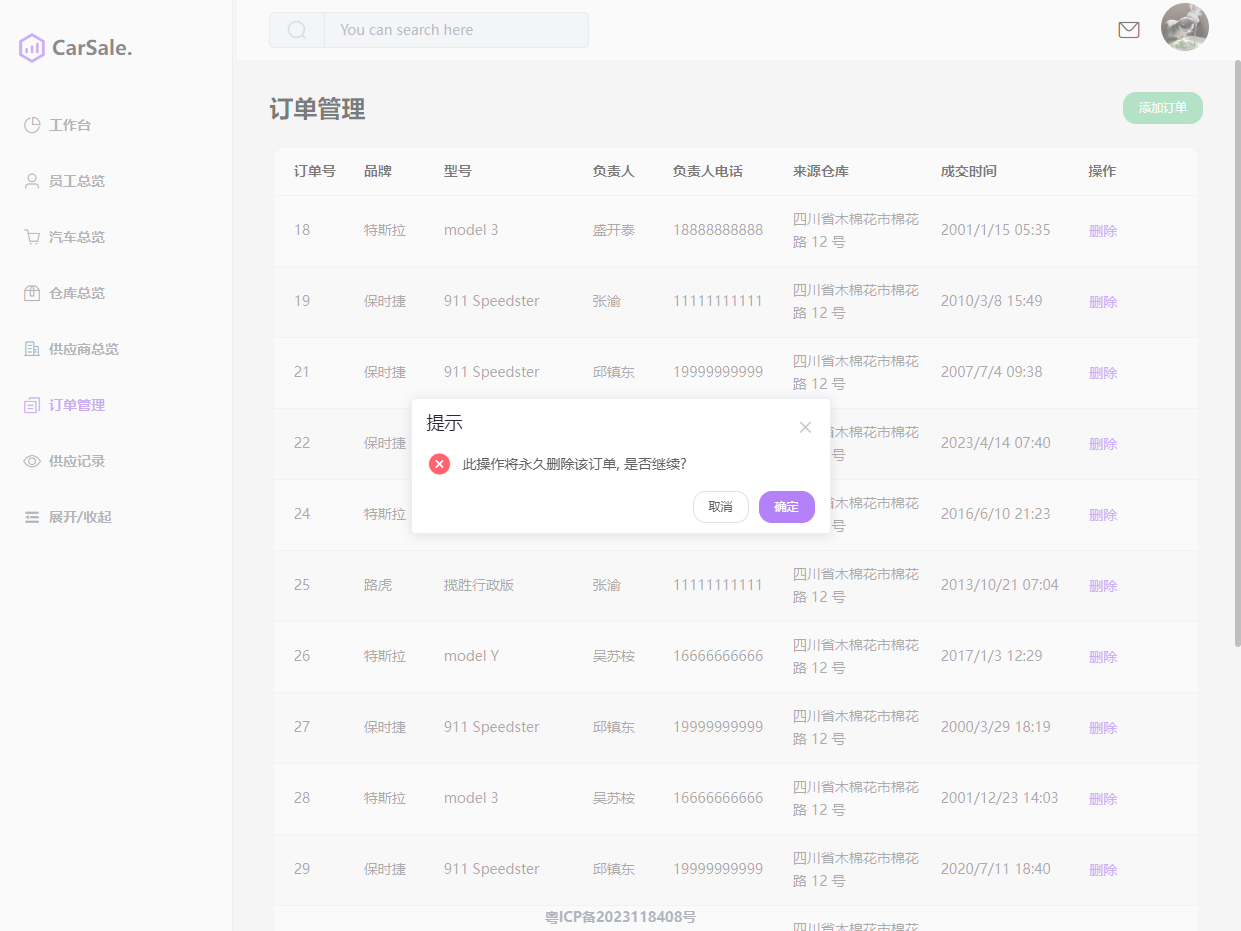 CarSale.
You can search here
工作台
员工总览
汽车总览
仓库总览
供应商总览
订单管理
供应记录
展开/收起
订单管理
添加订单
订单号 品牌 型号 负责人 负责人电话 来源仓库 成交时间 操作
18 特斯拉 model 3 盛开泰 18888888888 四川省木棉花市棉花 2001/1/15 05:35 删除
路 12 号
19 保时捷 911 Speedster 张渝 11111111111 四川省木棉花市棉花 2010/3/8 15:49 删除
路 12 号
21 保时捷 911 Speedster 邱镇东 19999999999 四川省木棉花市棉花 2007/7/4 09:38 删除
路 12 号
22 保时捷 木棉花市棉花 2023/4/14 07:40 删除
号
24 特斯拉 木棉花市棉花 2016/6/10 21:23 删除
号
提示
此操作将永久删除该订单, 是否继续?
取消 确定
25 路虎 揽胜行政版 张渝 11111111111 四川省木棉花市棉花 2013/10/21 07:04 删除
路 12 号
26 特斯拉 model Y 吴苏桉 16666666666 四川省木棉花市棉花 2017/1/3 12:29 删除
路 12 号
27 保时捷 911 Speedster 邱镇东 19999999999 四川省木棉花市棉花 2000/3/29 18:19 删除
路 12 号
28 特斯拉 model 3 吴苏桉 16666666666 四川省木棉花市棉花 2001/12/23 14:03 删除
路 12 号
29 保时捷 911 Speedster 邱镇东 19999999999 四川省木棉花市棉花 2020/7/11 18:40 删除
路 12 号
四川省木棉花市棉花
粤ICP备2023118408号